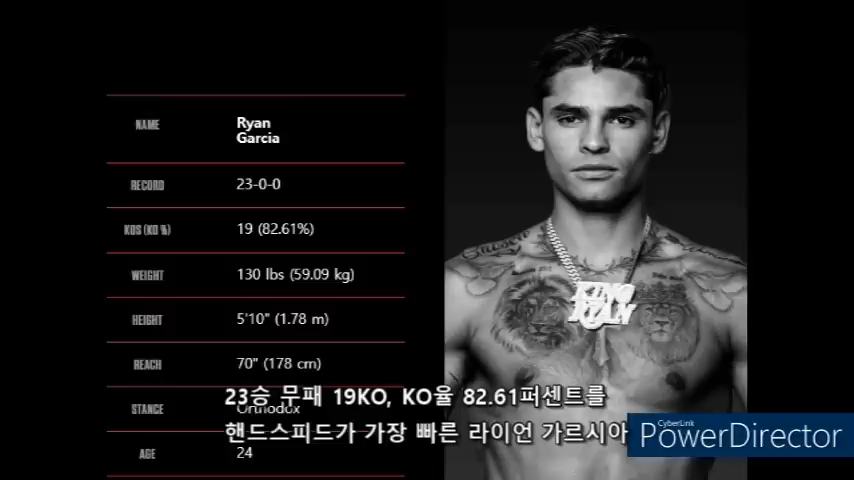 NAME
Ryan
Garcia
RECORD
23-0-0
KOS (KO %)
19 (82.61%)
WEIGHT
130 lbs (59.09 kg)
HEIGHT
5'10" (1.78 m)
REACH
70" (178 cm)
STANCE
Orthodox
AGE
24
KING
RYAN
23승 무패 19KO, KO율 82.61퍼센트를
핸드스피드가 가장 빠른 라이언 가르시아
CyberLink
PowerDirector